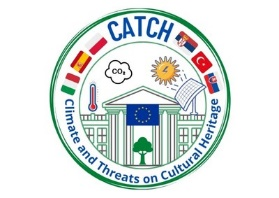 CATCH
CO₂
Climate and Threats on Cultural Heritage